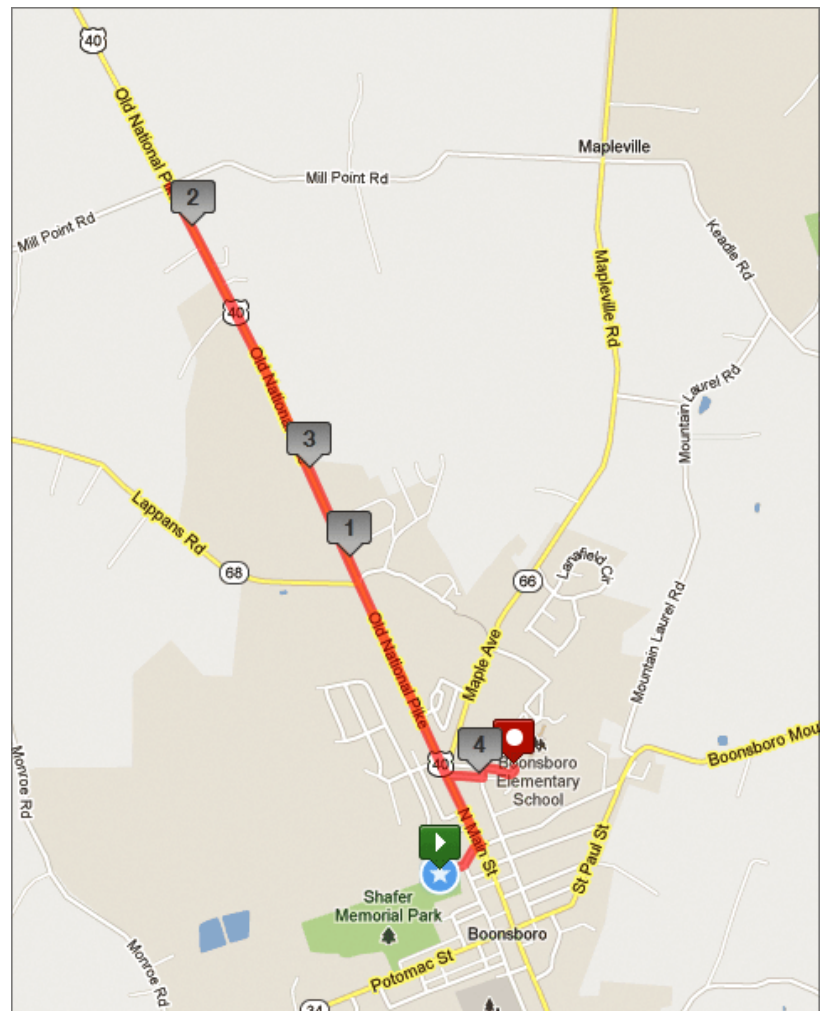 40
Old National Pike
Mapleville
Mill Point Rd
2
Mill Point Rd
Keadle Rd
Mapleville Rd
40
Old National
Mountain Laurel Rd
3
1
Lappans Rd
68
66
Lanafield Cir
Old National Pike
Mountain Laurel Rd
Maple Ave
4
40
Boonsboro
Elementary
School
Boonsboro Mou
Monroe Rd
N Main St
St Paul St
Shafer
Memorial Park
Boonsboro
Potomac St
Monroe Rd
34